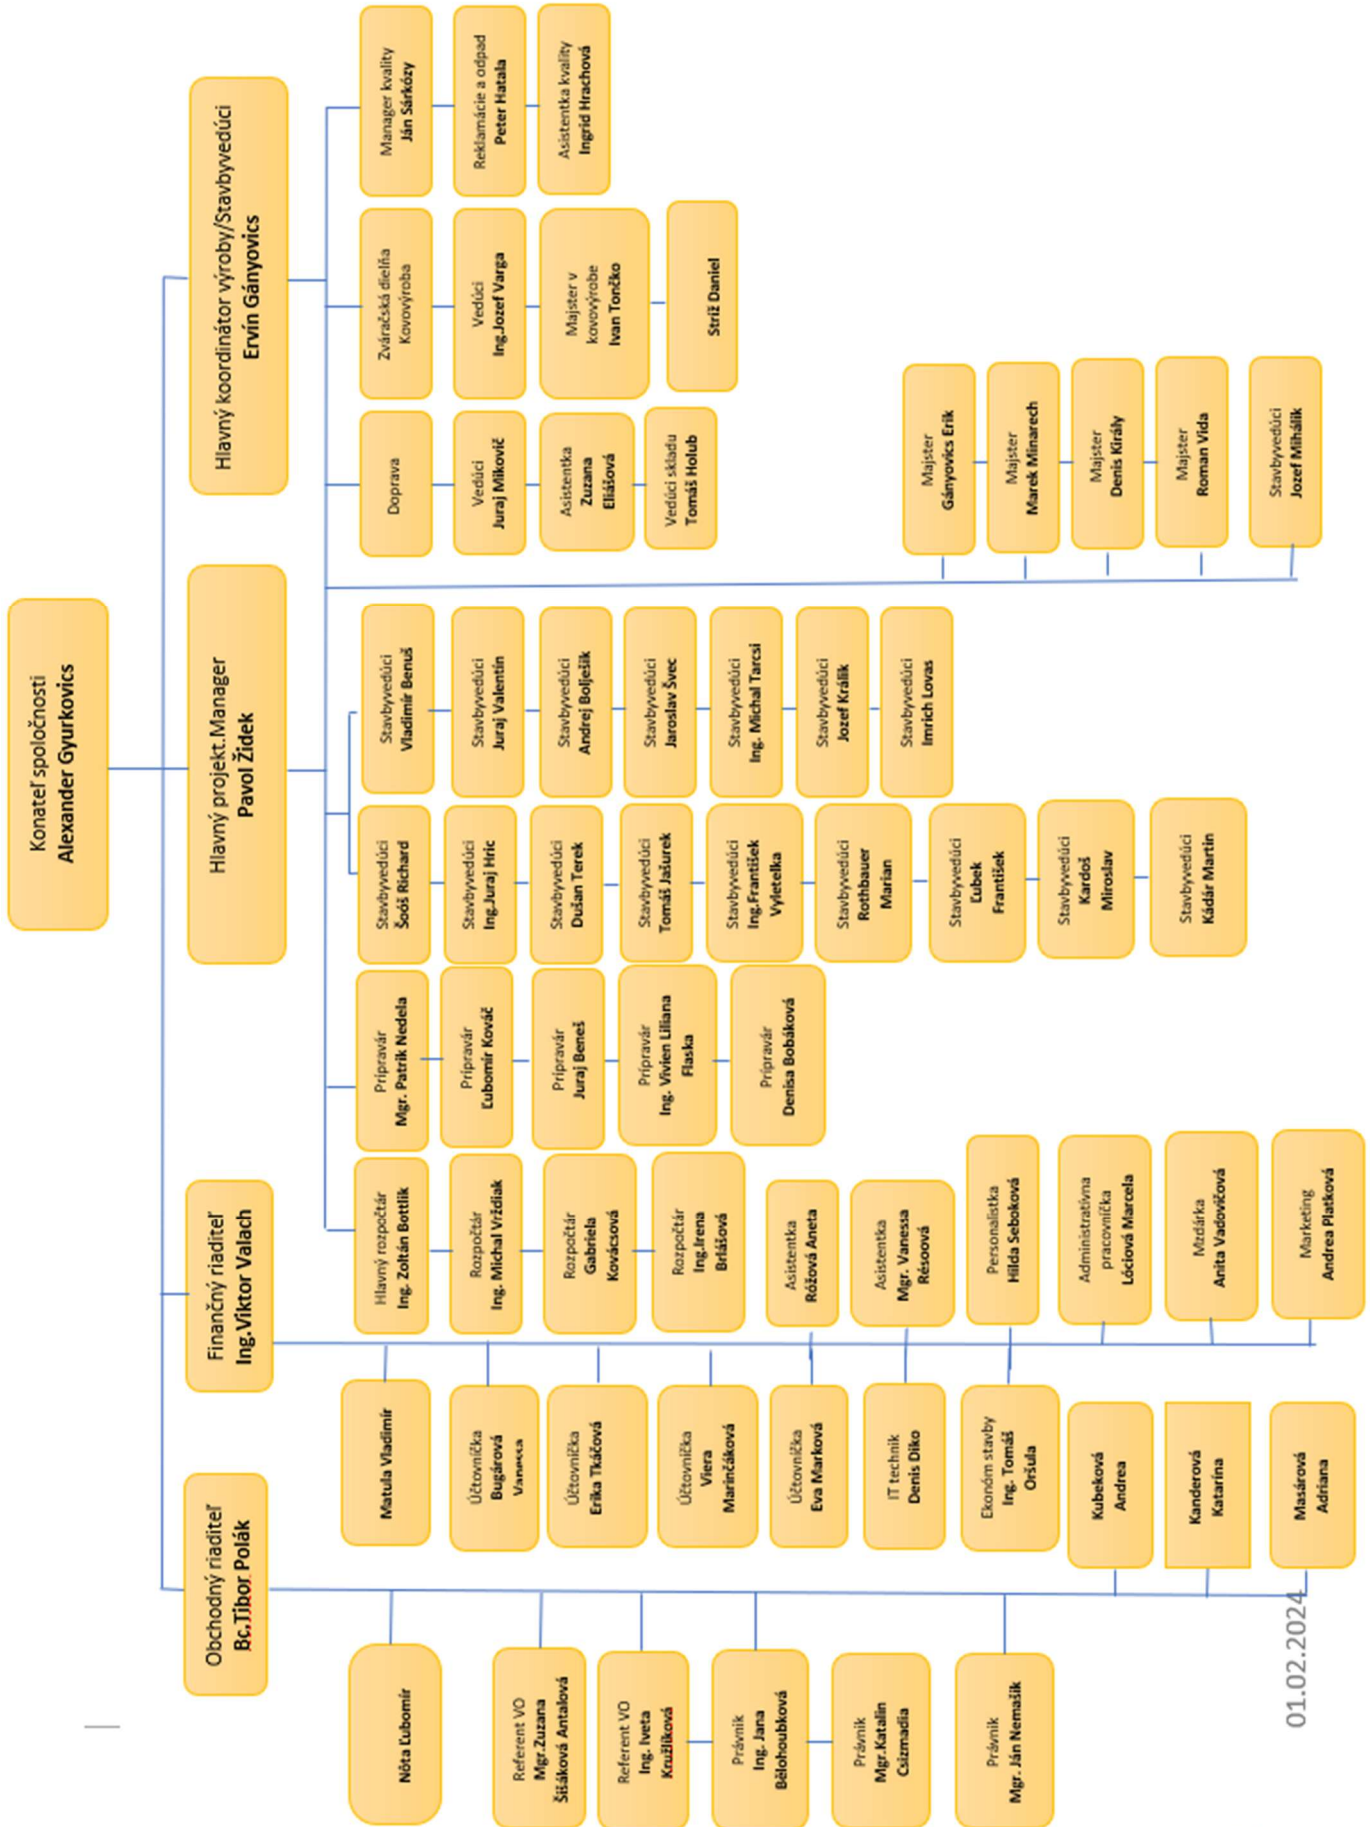 Konateľ spoločnosti
Alexander Gyurkovics
Obchodný riaditeľ
Bc.Tibor Polák
Finančný riaditeľ
Ing.Viktor Valach
Hlavný projekt.Manager
Pavol Židek
Hlavný koordinátor výroby/Stavbyvedúci
Ervín Gányovics
Nôta Ľubomír
Referent VO
Mgr.Zuzana
Šišáková Antalová
Referent VO
Ing. Iveta
Kružlíková
Právnik
Ing. Jana
Bělohoubková
Právnik
Mgr.Katalin
Csizmadia
Právnik
Mgr. Ján Nemašik
Kubeková
Andrea
Kanderová
Katarína
Masárová
Adriana
Matula Vladimír
Účtovníčka
Bugárová
Vanessa
Účtovníčka
Erika Tkáčová
Účtovníčka
Viera
Marinčáková
Účtovníčka
Eva Marková
IT technik
Denis Diko
Ekonóm stavby
Ing. Tomáš
Oršula
Asistentka
Rôžová Aneta
Asistentka
Mgr. Vanessa
Résoová
Personalistka
Hilda Seboková
Administratívna
pracovníčka
Lóciová Marcela
Mzdárka
Anita Vadovičová
Marketing
Andrea Platková
Hlavný rozpočtár
Ing. Zoltán Bottlik
Rozpočtár
Ing. Michal Vrždiak
Rozpočtár
Gabriela
Kovácsová
Rozpočtár
Ing.Irena
Brlášová
Prípravár
Mgr. Patrik Nedela
Prípravár
Ľubomír Kováč
Prípravár
Juraj Beneš
Prípravár
Ing. Vivien Liliana
Flaska
Prípravár
Denisa Bobáková
Stavbyvedúci
Šoóš Richard
Stavbyvedúci
Ing.Juraj Hric
Stavbyvedúci
Dušan Terek
Stavbyvedúci
Tomáš Jašurek
Stavbyvedúci
Ing.František
Vyletelka
Stavbyvedúci
Rothbauer
Marian
Stavbyvedúci
Ľubek
František
Stavbyvedúci
Kardoš
Miroslav
Stavbyvedúci
Kádár Martin
Stavbyvedúci
Vladimír Benuš
Stavbyvedúci
Juraj Valentín
Stavbyvedúci
Andrej Bolješik
Stavbyvedúci
Jaroslav Švec
Stavbyvedúci
Ing. Michal Tarcsi
Stavbyvedúci
Jozef Králik
Stavbyvedúci
Imrich Lovas
Majster
Gányovics Erik
Majster
Marek Minarech
Majster
Denis Király
Majster
Roman Vida
Stavbyvedúci
Jozef Mihálik
Doprava
Vedúci
Juraj Mikovič
Asistentka
Zuzana
Eliášová
Vedúci skladu
Tomáš Holub
Zváračská dielňa
Kovovýroba
Vedúci
Ing.Jozef Varga
Majster v
kovovýrobe
Ivan Tončko
Striž Daniel
Manager kvality
Ján Sárközy
Reklamácie a odpad
Peter Hatala
Asistentka kvality
Ingrid Hrachová
01.02.2024